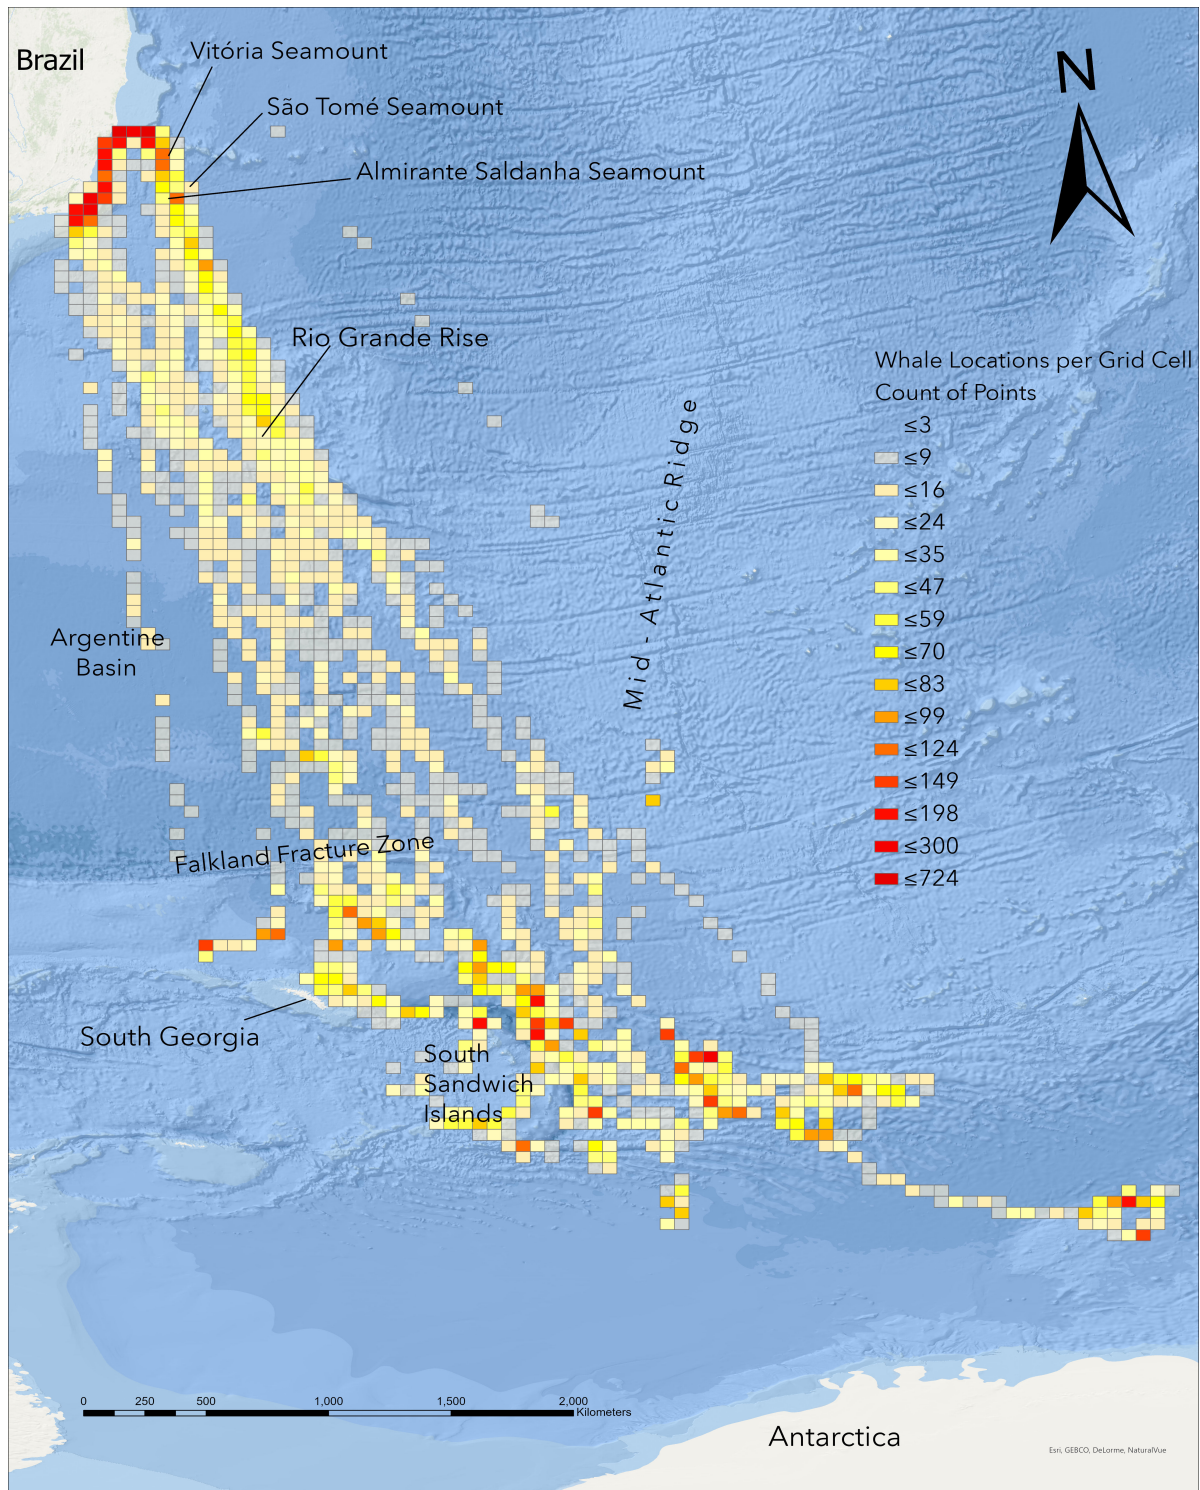 Brazil
Vitória Seamount
São Tomé Seamount
Almirante Saldanha Seamount
N
Rio Grande Rise
Whale Locations per Grid Cell
Count of Points
≤3
≤9
≤16
≤24
≤35
≤47
≤59
≤70
≤83
≤99
≤124
≤149
≤198
≤300
≤724
Mid - Atlantic Ridge
Argentine
Basin
Falkland Fracture Zone
South Georgia
South
Sandwich
Islands
0 250 500 1,000 1,500 2,000
Kilometers
Antarctica
Esri, GEBCO, DeLorme, NaturalVue